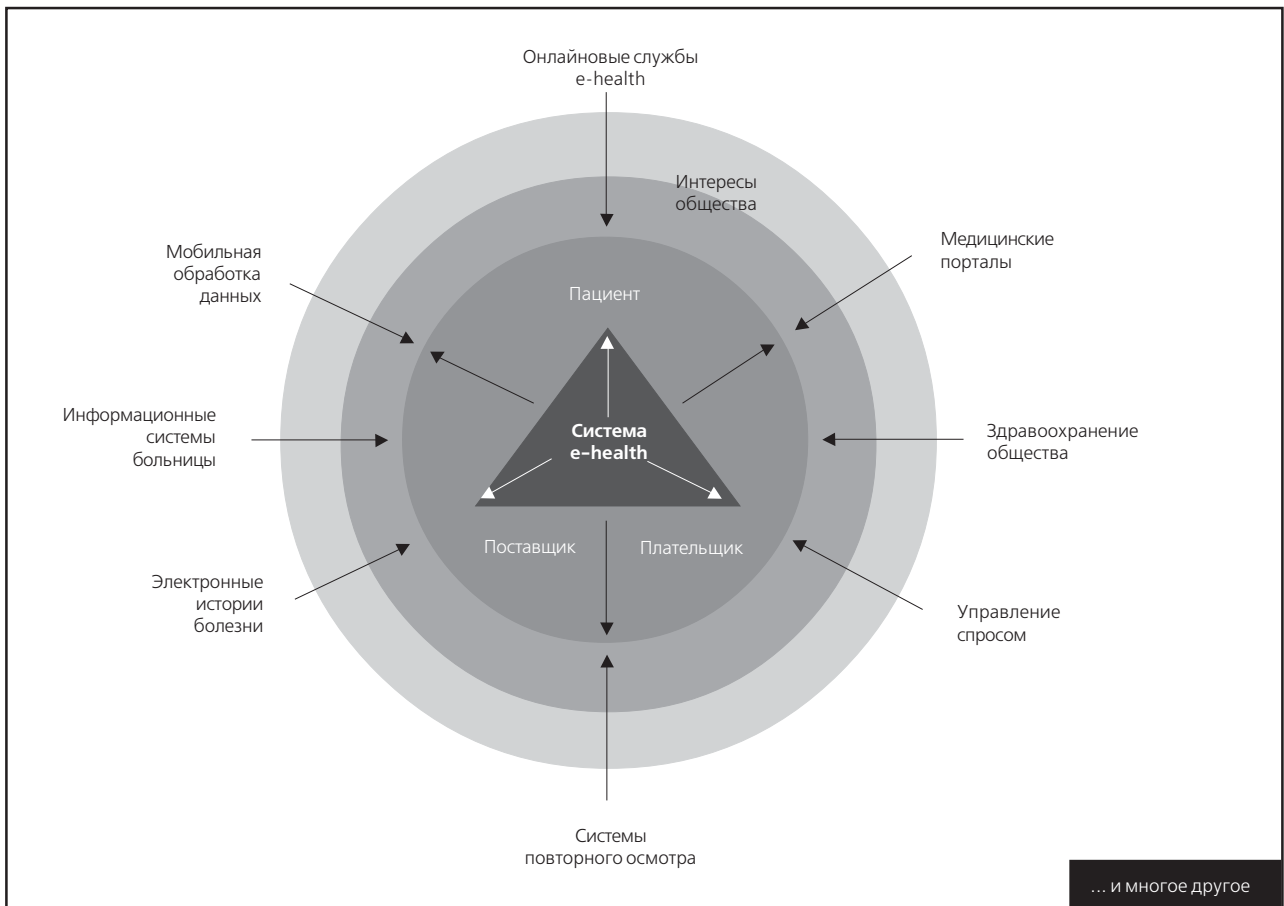 Онлайновые службы
e-health
Интересы
общества
Мобильная
обработка
данных
Медицинские
порталы
Пациент
Информационные
системы
больницы
Система
e-health
Здравоохранение
общества
Поставщик
Плательщик
Электронные
истории
болезни
Управление
спросом
Системы
повторного осмотра
... и многое другое